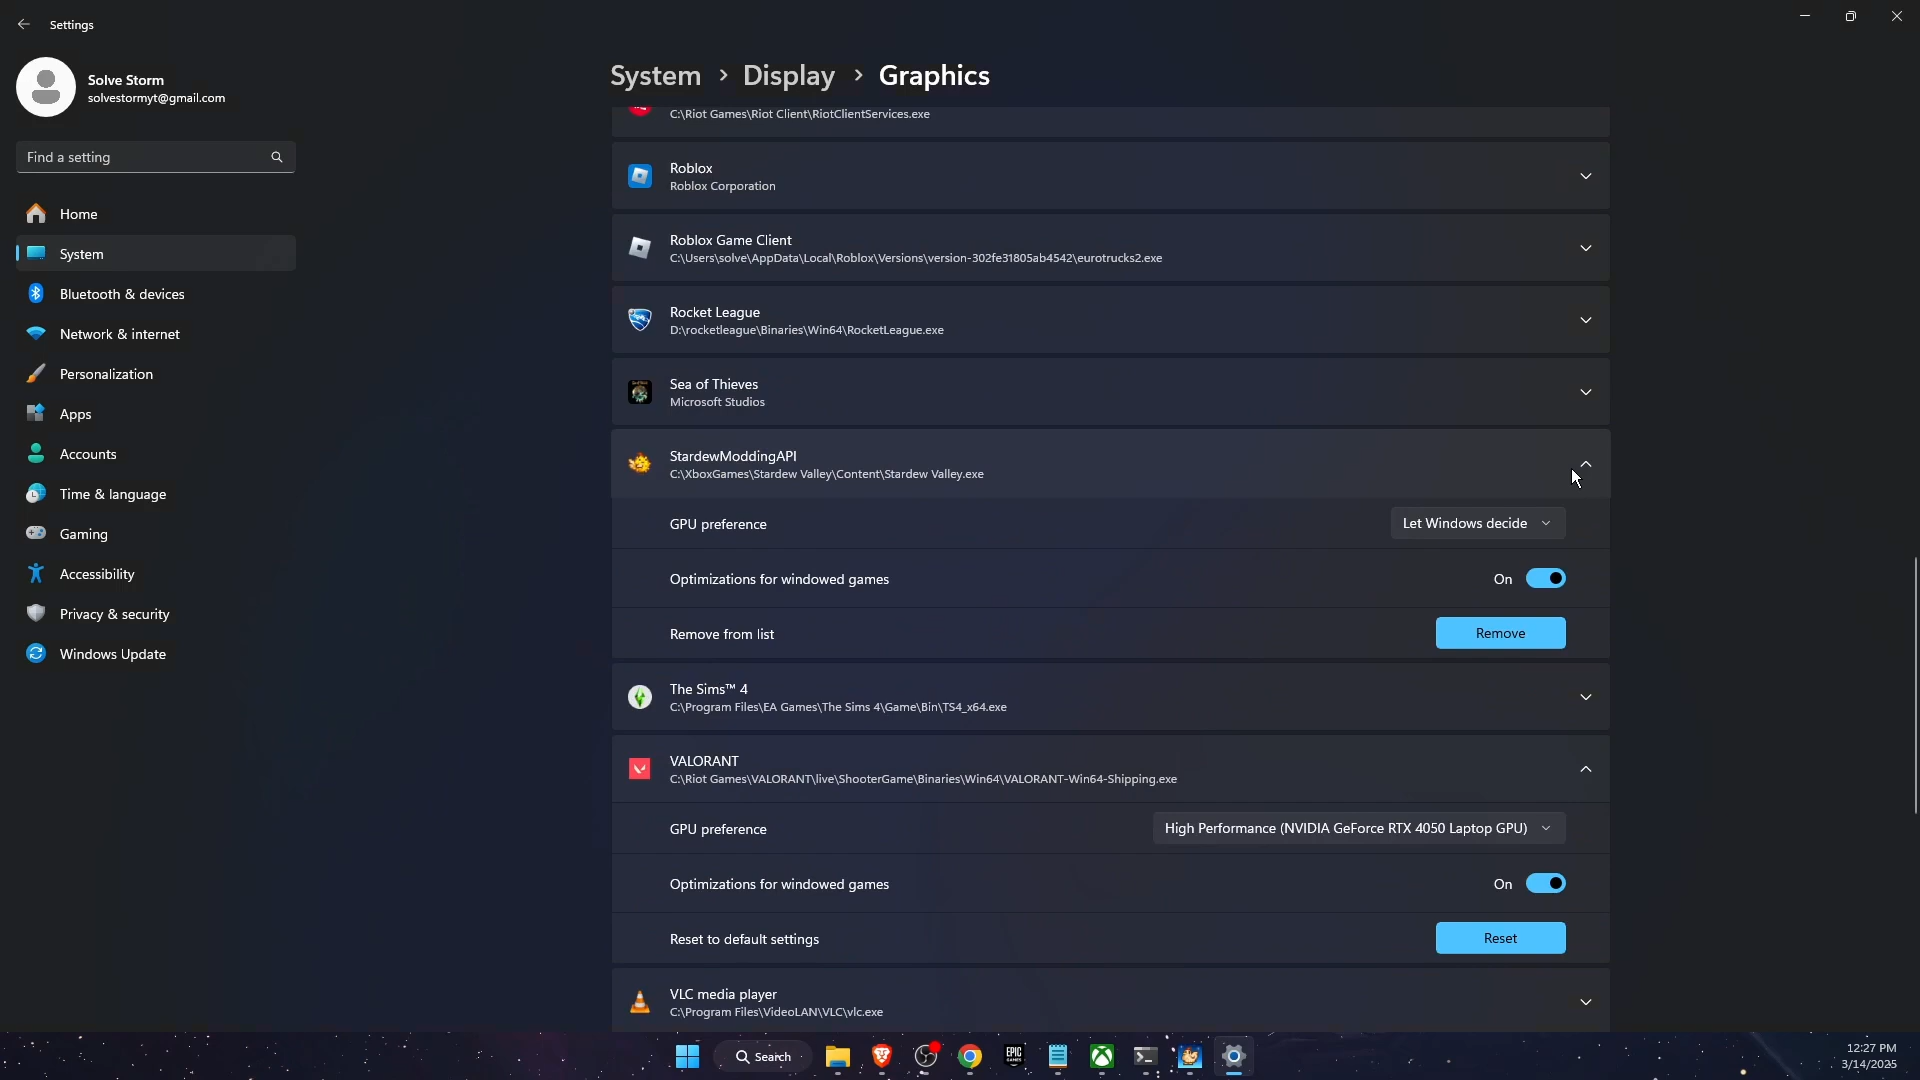 Settings
Solve Storm
solvestormyt@gmail.com
Find a setting
Home
System
Bluetooth & devices
Network & internet
Personalization
Apps
Accounts
Time & language
Gaming
Accessibility
Privacy & security
Windows Update
System > Display > Graphics
C:\Riot Games\Riot Client\RiotClientServices.exe
Roblox
Roblox Corporation
Roblox Game Client
C:\Users\solve\AppData\Local\Roblox\Versions\version-302fe31805ab4542\eurotrucks2.exe
Rocket League
D:\rocketleague\Binaries\Win64\RocketLeague.exe
Sea of Thieves
Microsoft Studios
StardewModdingAPI
C:\XboxGames\Stardew Valley\Content\Stardew Valley.exe
GPU preference
Let Windows decide
Optimizations for windowed games
On
Remove from list
Remove
The Sims™ 4
C:\Program Files\EA Games\The Sims 4\Game\Bin\TS4_x64.exe
VALORANT
C:\Riot Games\VALORANT\live\ShooterGame\Binaries\Win64\VALORANT-Win64-Shipping.exe
GPU preference
High Performance (NVIDIA GeForce RTX 4050 Laptop GPU)
Optimizations for windowed games
On
Reset to default settings
Reset
VLC media player
C:\Program Files\VideoLAN\VLC\vlc.exe
Search
EPIC
GAMES
12:27 PM
3/14/2025